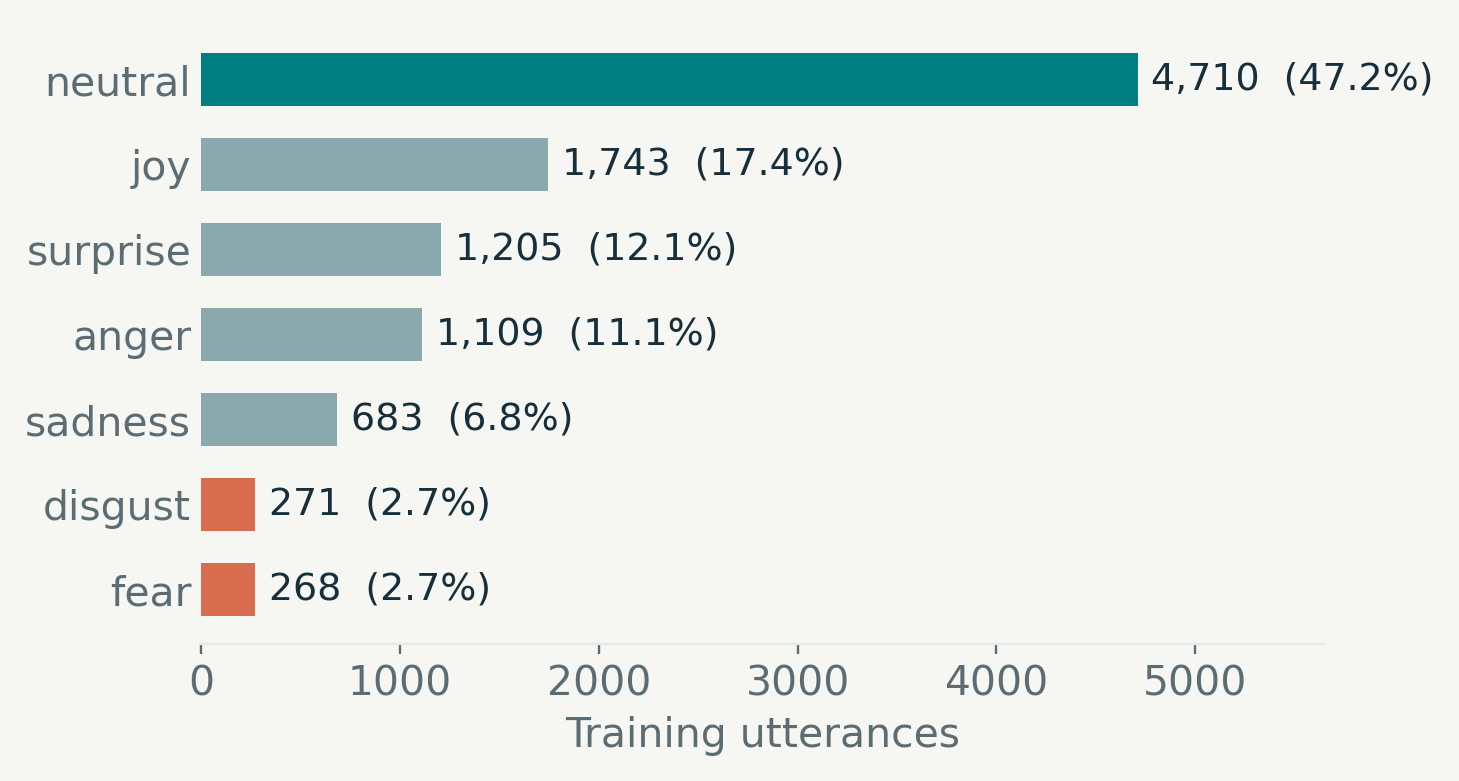 neutral 4,710 (47.2%)
joy 1,743 (17.4%)
surprise 1,205 (12.1%)
anger 1,109 (11.1%)
sadness 683 (6.8%)
disgust 271 (2.7%)
fear 268 (2.7%)
0 1000 2000 3000 4000 5000
Training utterances